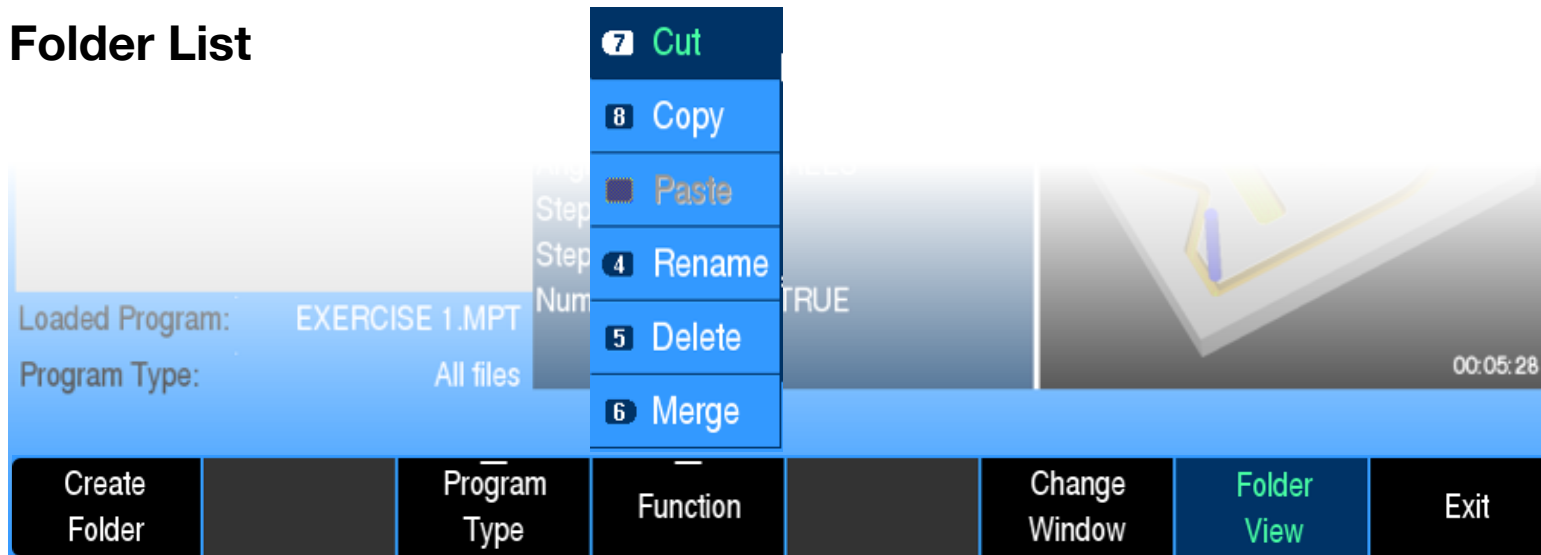 Folder List
7 Cut
8 Copy
Paste
4 Rename
5 Delete
6 Merge
Step
Step
Num TRUE
Loaded Program: EXERCISE 1.MPT
Program Type: All files
00:05:28
Create
Folder
Program
Type
Function
Change
Window
Folder
View
Exit